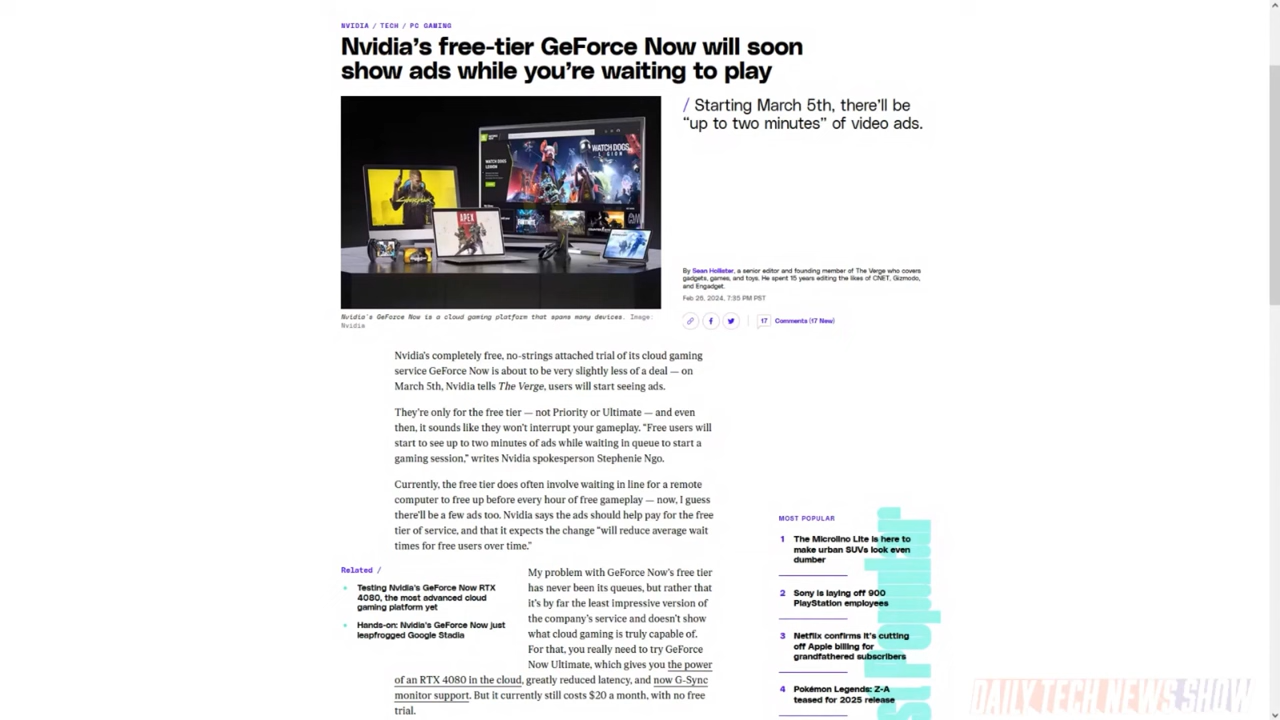 NVIDIA / TECH / PC GAMING
Nvidia's free-tier GeForce Now will soon
show ads while you're waiting to play
/ Starting March 5th, there'll be
"up to two minutes" of video ads.
WATCH DOGS
LEGION
WATCH DOGS
LEGION
APEX
By Sean Hollister, a senior editor and founding member of The Verge who covers
gadgets, games, and toys. He spent 15 years editing the likes of CNET, Gizmodo,
and Engadget.
Feb 26, 2024, 7:35 PM PST
17 Comments (17 New)
Nvidia's GeForce Now is a cloud gaming platform that spans many devices. Image:
Nvidia
Nvidia's completely free, no-strings attached trial of its cloud gaming
service GeForce Now is about to be very slightly less of a deal — on
March 5th, Nvidia tells The Verge, users will start seeing ads.
They're only for the free tier — not Priority or Ultimate — and even
then, it sounds like they won't interrupt your gameplay. "Free users will
start to see up to two minutes of ads while waiting in queue to start a
gaming session," writes Nvidia spokesperson Stephenie Ngo.
Currently, the free tier does often involve waiting in line for a remote
computer to free up before every hour of free gameplay — now, I guess
there'll be a few ads too. Nvidia says the ads should help pay for the free
tier of service, and that it expects the change "will reduce average wait
times for free users over time."
Related /
Testing Nvidia's GeForce Now RTX
4080, the most advanced cloud
gaming platform yet
Hands-on: Nvidia's GeForce Now just
leapfrogged Google Stadia
My problem with GeForce Now's free tier
has never been its queues, but rather that
it's by far the least impressive version of
the company's service and doesn't show
what cloud gaming is truly capable of.
For that, you really need to try GeForce
Now Ultimate, which gives you the power
of an RTX 4080 in the cloud, greatly reduced latency, and now G-Sync
monitor support. But it currently still costs $20 a month, with no free
trial.
MOST POPULAR
1 The Microlino Lite is here to
make urban SUVs look even
dumber
2 Sony is laying off 900
PlayStation employees
3 Netflix confirms it's cutting
off Apple billing for
grandfathered subscribers
4 Pokémon Legends: Z-A
teased for 2025 release
DAILY TECH NEWS SHOW